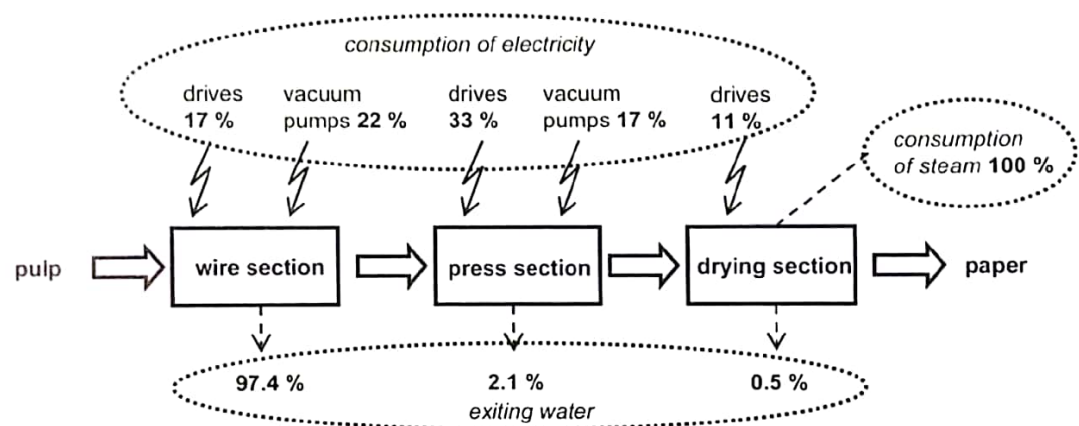 consumption of electricity
drives vacuum drives vacuum drives
17 % pumps 22 % 33 % pumps 17 % 11 %
consumption
of steam 100 %
pulp wire section press section drying section paper
97.4 % 2.1 % 0.5 %
exiting water